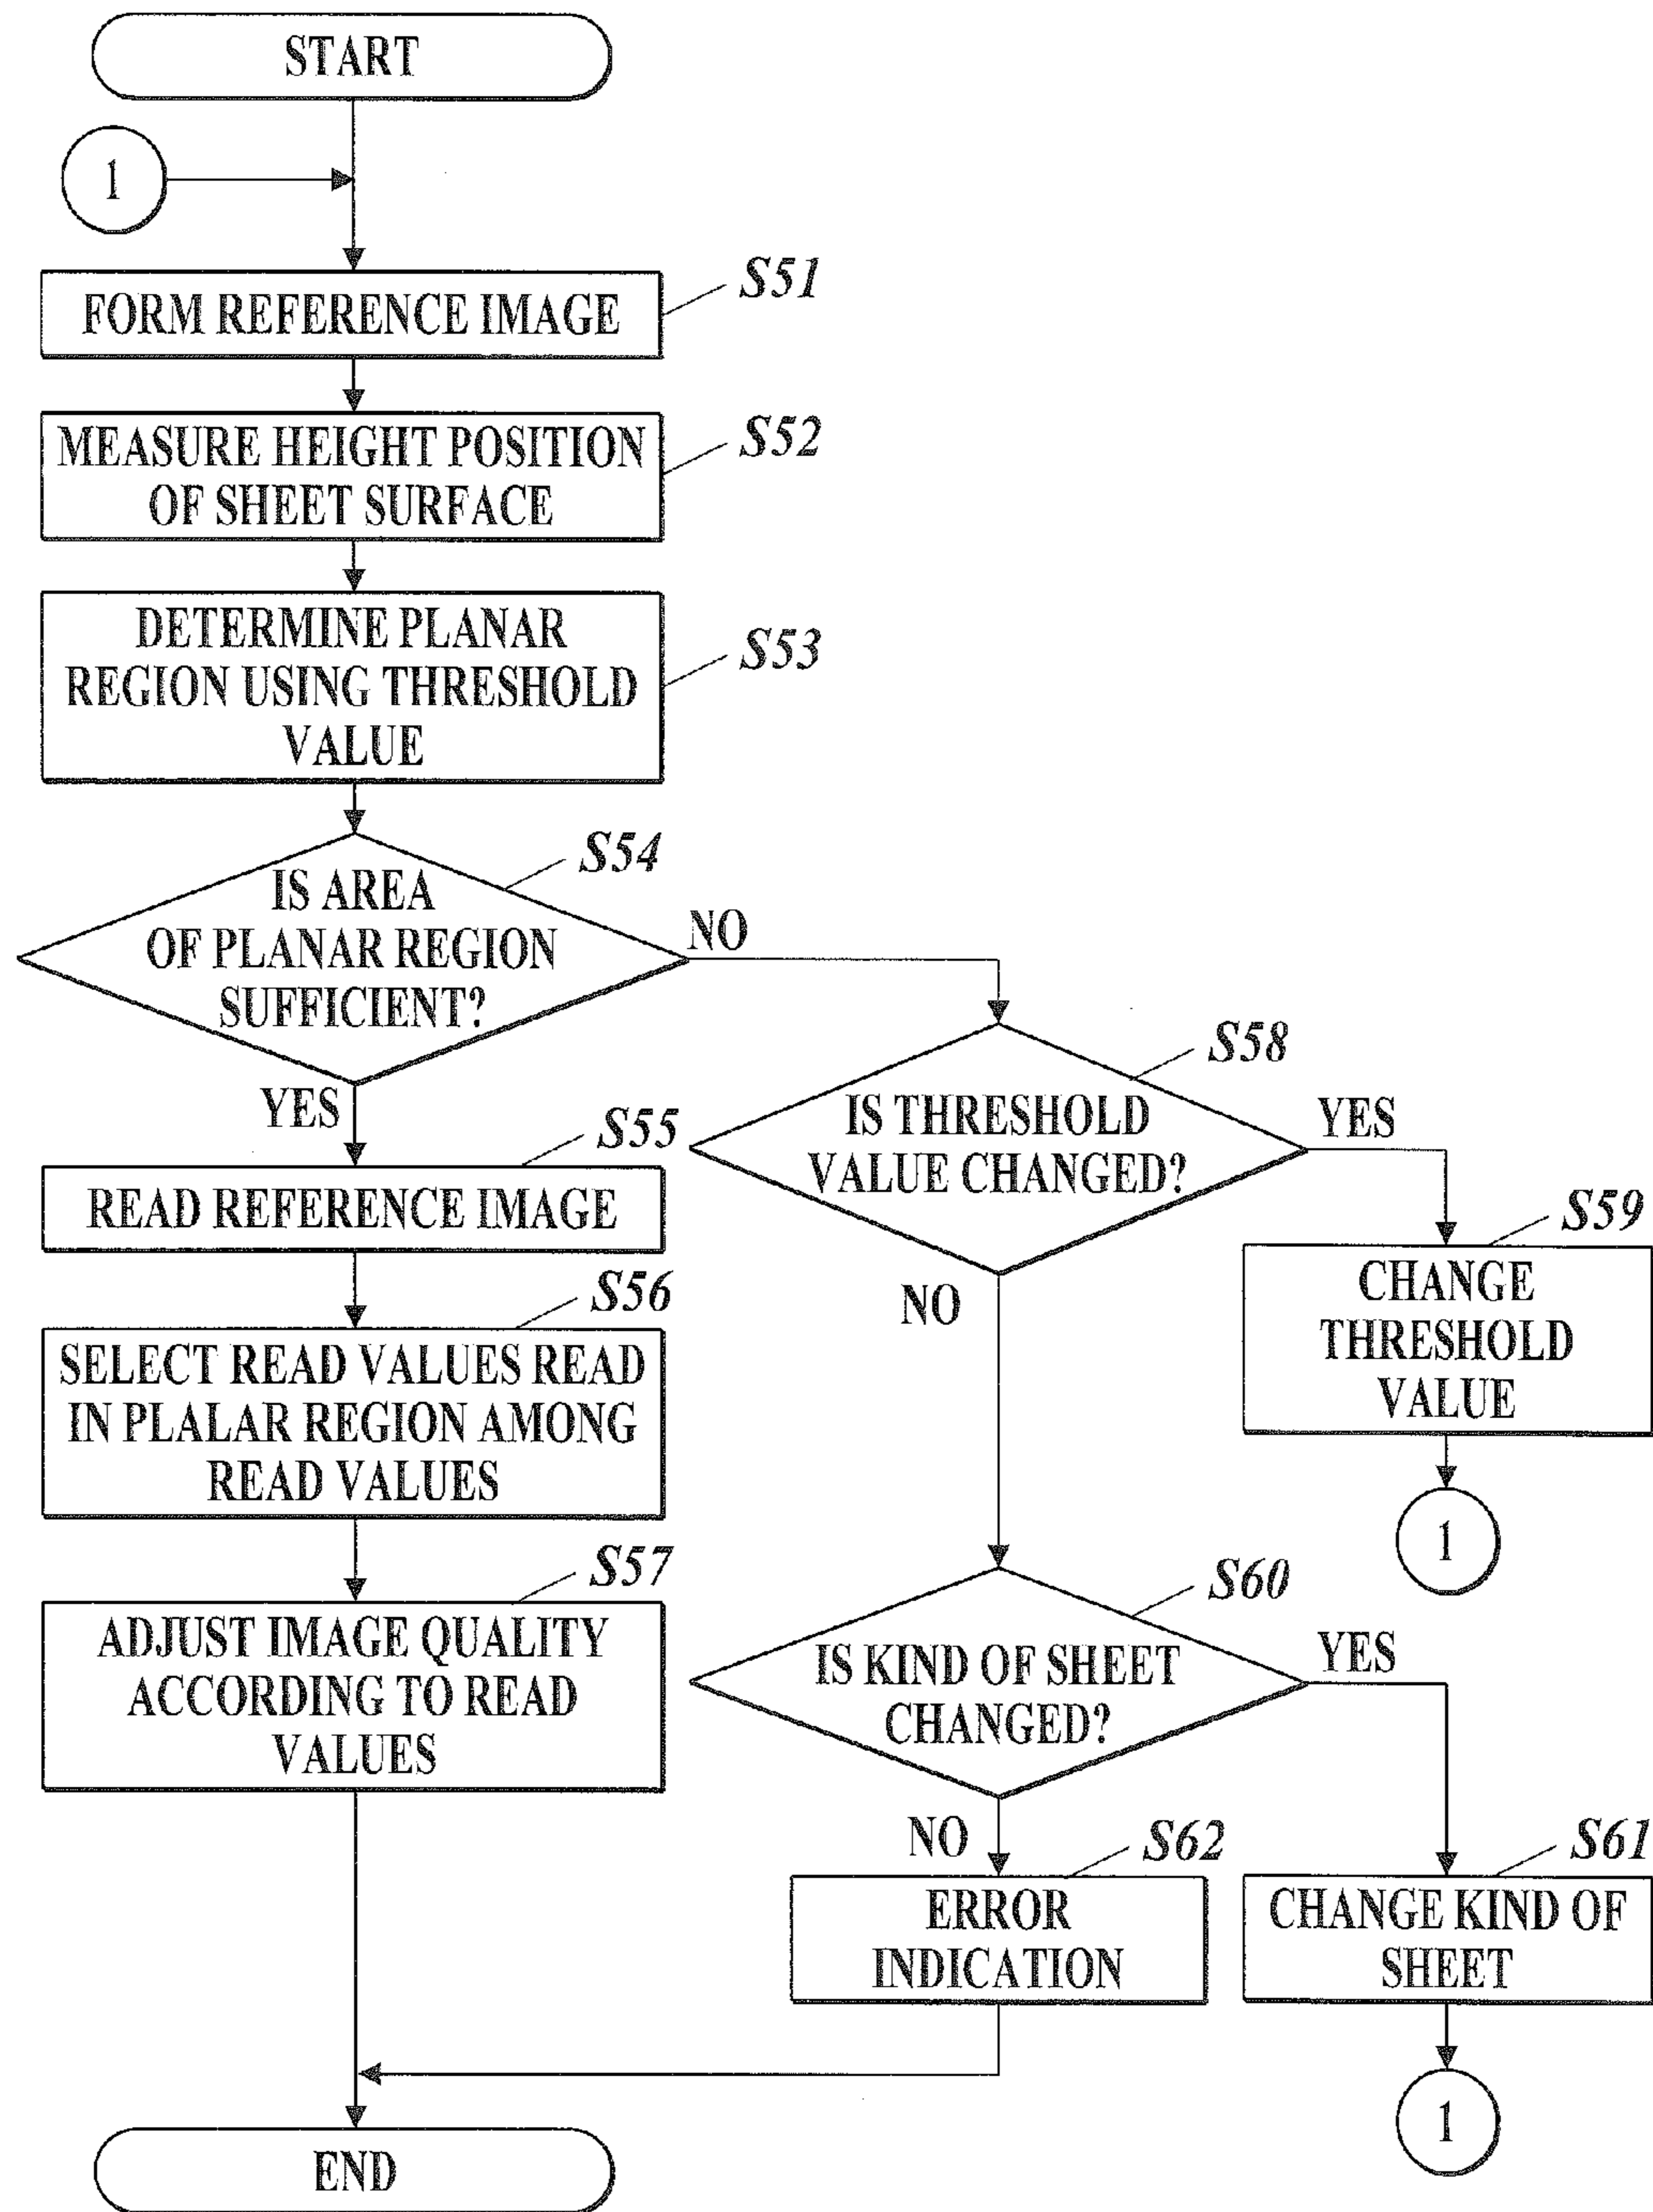 START
1
S51
FORM REFERENCE IMAGE
S52
MEASURE HEIGHT POSITION
OF SHEET SURFACE
S53
DETERMINE PLANAR
REGION USING THRESHOLD
VALUE
S54
IS AREA
OF PLANAR REGION
SUFFICIENT?
NO
YES
S55
READ REFERENCE IMAGE
S56
SELECT READ VALUES READ
IN PLALAR REGION AMONG
READ VALUES
S57
ADJUST IMAGE QUALITY
ACCORDING TO READ
VALUES
S58
IS THRESHOLD
VALUE CHANGED?
YES
NO
S59
CHANGE
THRESHOLD
VALUE
1
S60
IS KIND OF SHEET
CHANGED?
YES
NO
S62
ERROR
INDICATION
S61
CHANGE KIND OF
SHEET
1
END